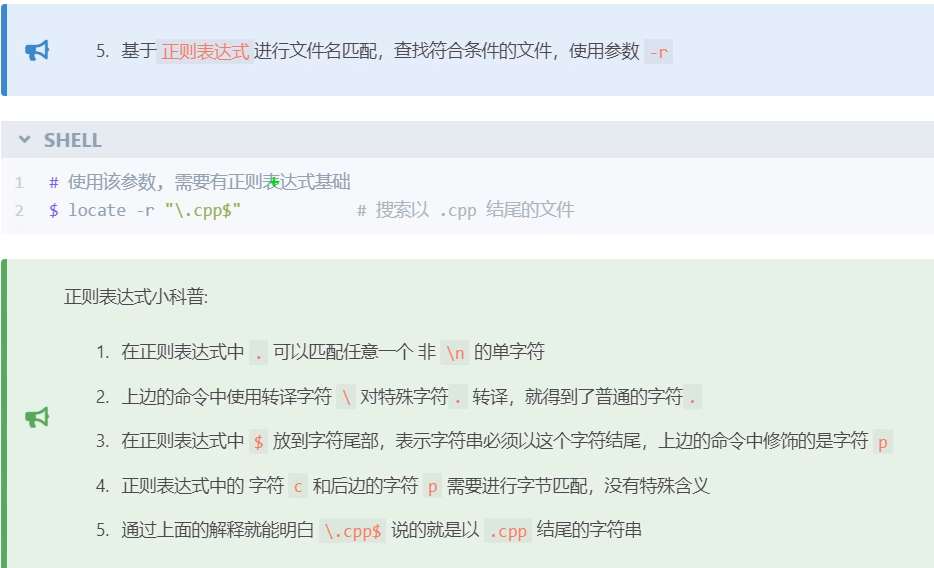 5. 基于正则表达式进行文件名匹配，查找符合条件的文件，使用参数 -r
SHELL
1 # 使用该参数，需要有正则表达式基础
2 $ locate -r "\.cpp$" # 搜索以 .cpp 结尾的文件
正则表达式小科普:
1. 在正则表达式中 . 可以匹配任意一个 非 \n 的单字符
2. 上边的命令中使用转译字符 \ 对特殊字符 . 转译，就得到了普通的字符 .
3. 在正则表达式中 $ 放到字符尾部，表示字符串必须以这个字符结尾，上边的命令中修饰的是字符 p
4. 正则表达式中的 字符 c 和后边的字符 p 需要进行字节匹配，没有特殊含义
5. 通过上面的解释就能明白 \.cpp$ 说的就是以 .cpp 结尾的字符串